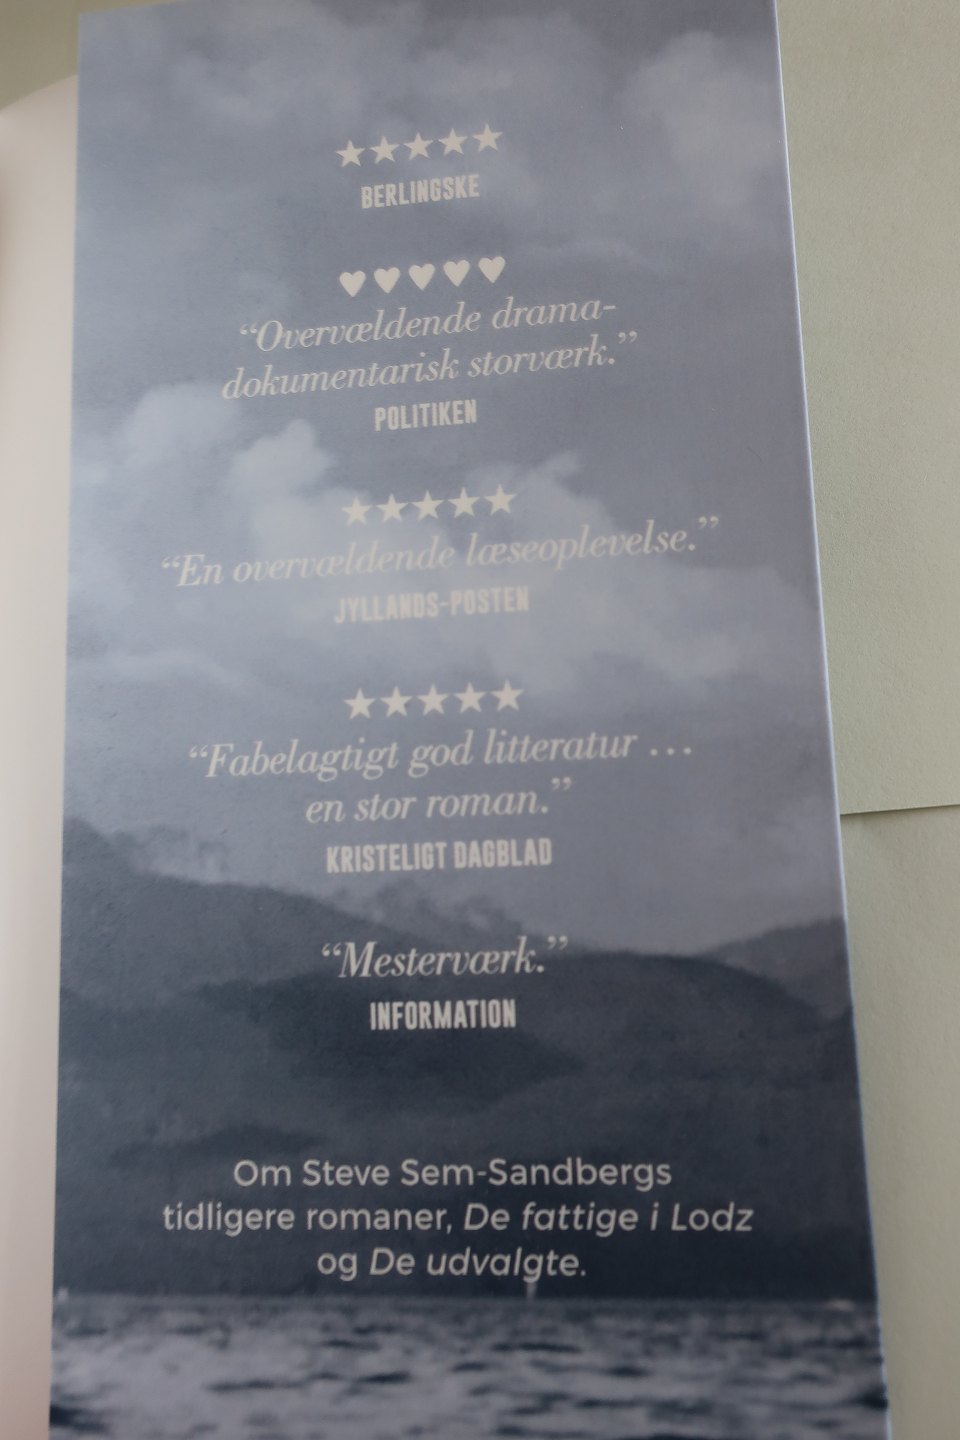 ★★★★★
BERLINGSKE
♥♥♥♥♥
“Overvældende drama-
dokumentarisk storværk.”
POLITIKEN
★★★★★
“En overvældende læseoplevelse.”
JYLLANDS-POSTEN
★★★★★
“Fabelagtigt god litteratur ...
en stor roman.”
KRISTELIGT DAGBLAD
“Mesterværk.”
INFORMATION
Om Steve Sem-Sandbergs
tidligere romaner, De fattige i Lodz
og De udvalgte.